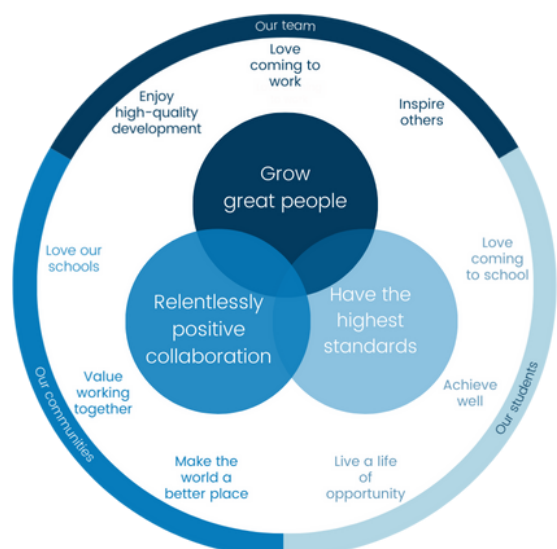 Our team
Love
coming to
work
Enjoy
high-quality
development
Inspire
others
Grow
great people
Love our
schools
Love
coming
to school
Relentlessly
positive
collaboration
Have the
highest
standards
Value
working
together
Achieve
well
Our communities
Our students
Make the
world a
better place
Live a life
of
opportunity